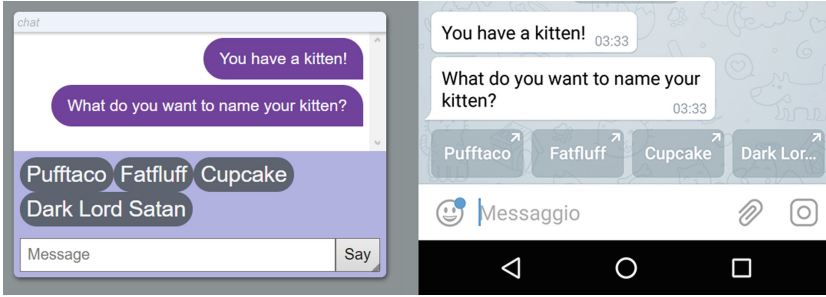 chat
You have a kitten!
What do you want to name your kitten?
Pufftaco Fatfluff Cupcake
Dark Lord Satan
Message Say
You have a kitten! 03:33
What do you want to name your
kitten? 03:33
Pufftaco Fatfluff Cupcake Dark Lor...
Messaggio